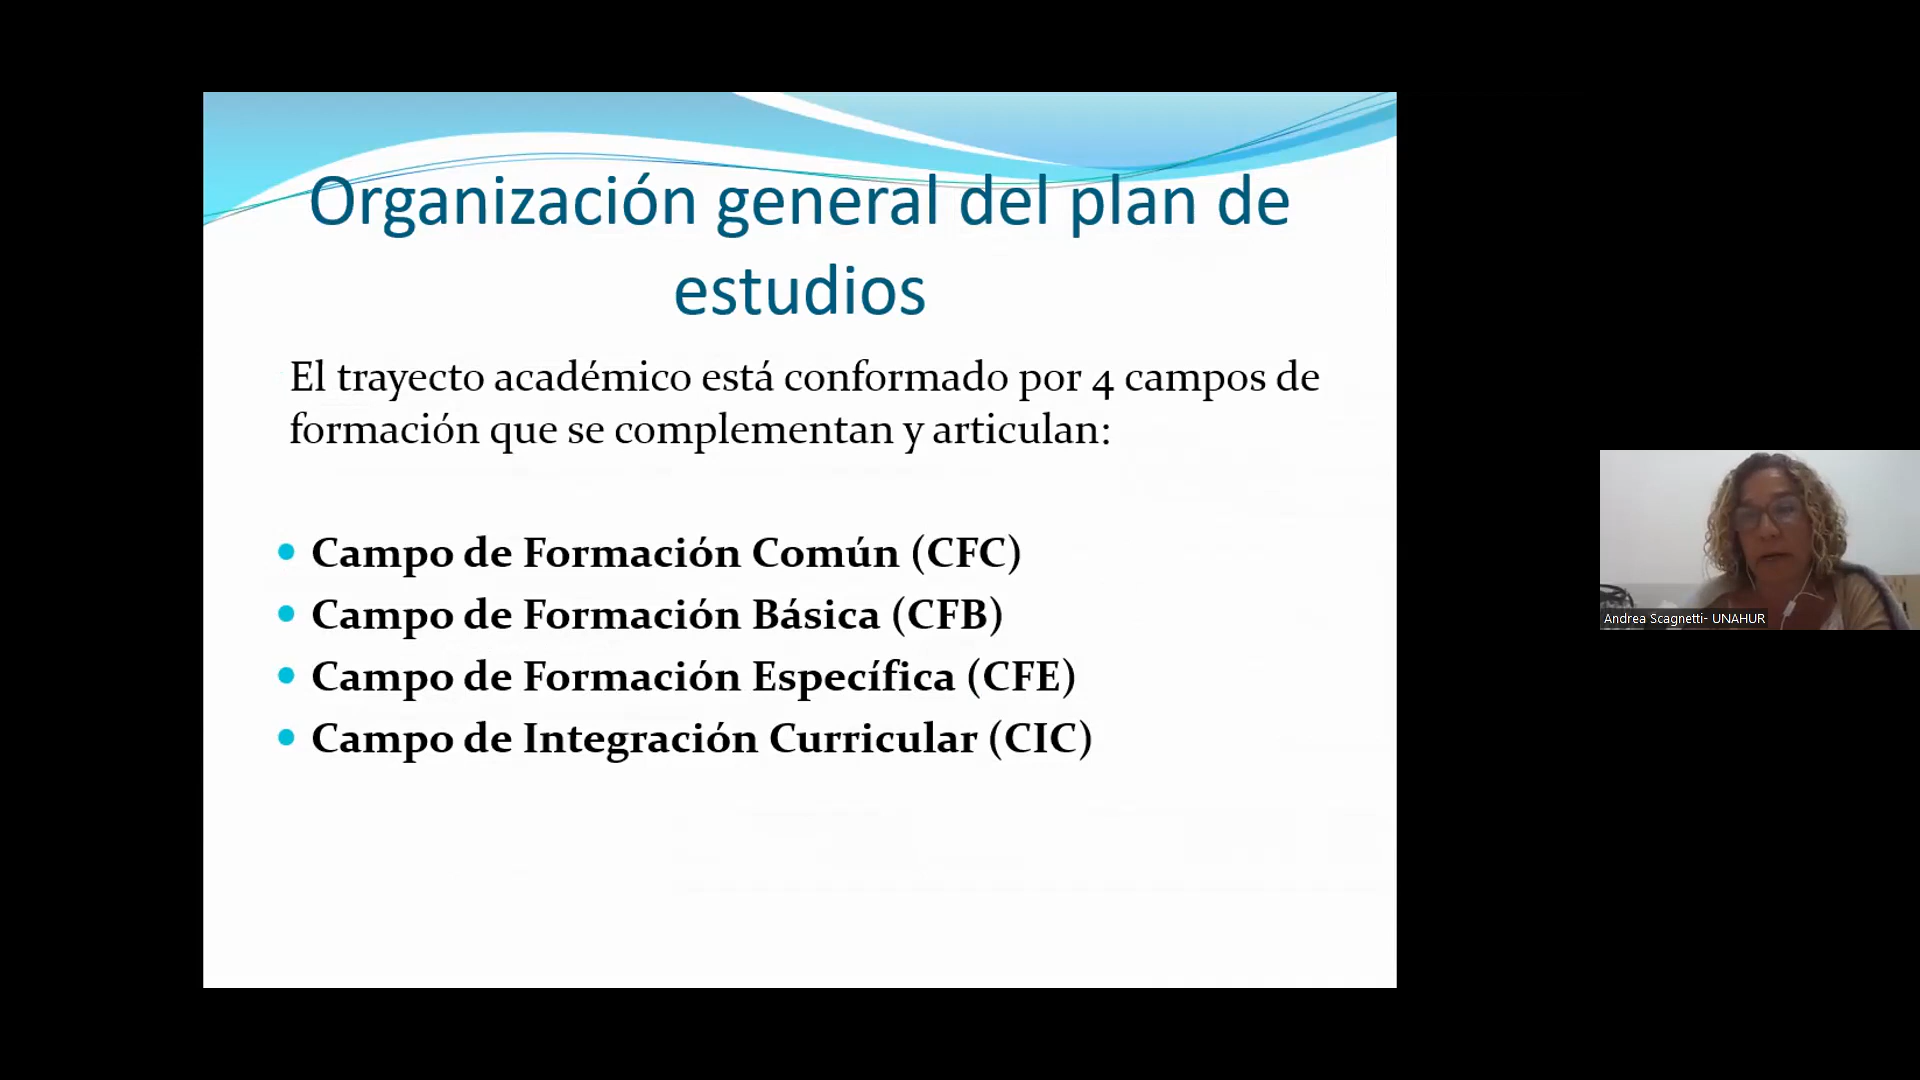 Organización general del plan de
estudios
El trayecto académico está conformado por 4 campos de
formación que se complementan y articulan:
Campo de Formación Común (CFC)
Campo de Formación Básica (CFB)
Campo de Formación Específica (CFE)
Campo de Integración Curricular (CIC)
Andrea Scagnetti- UNAHUR